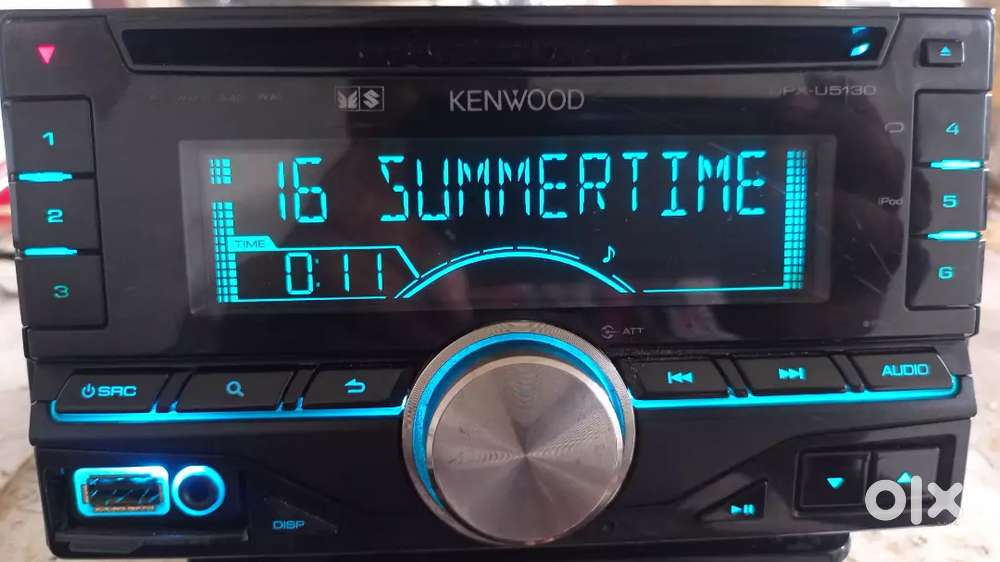 KENWOOD
DPX-U5130
1
2
3
16 SUMMERTIME
TIME
0:11
4
iPod
5
6
ATT
SRC
AUDIO
DISP
olx